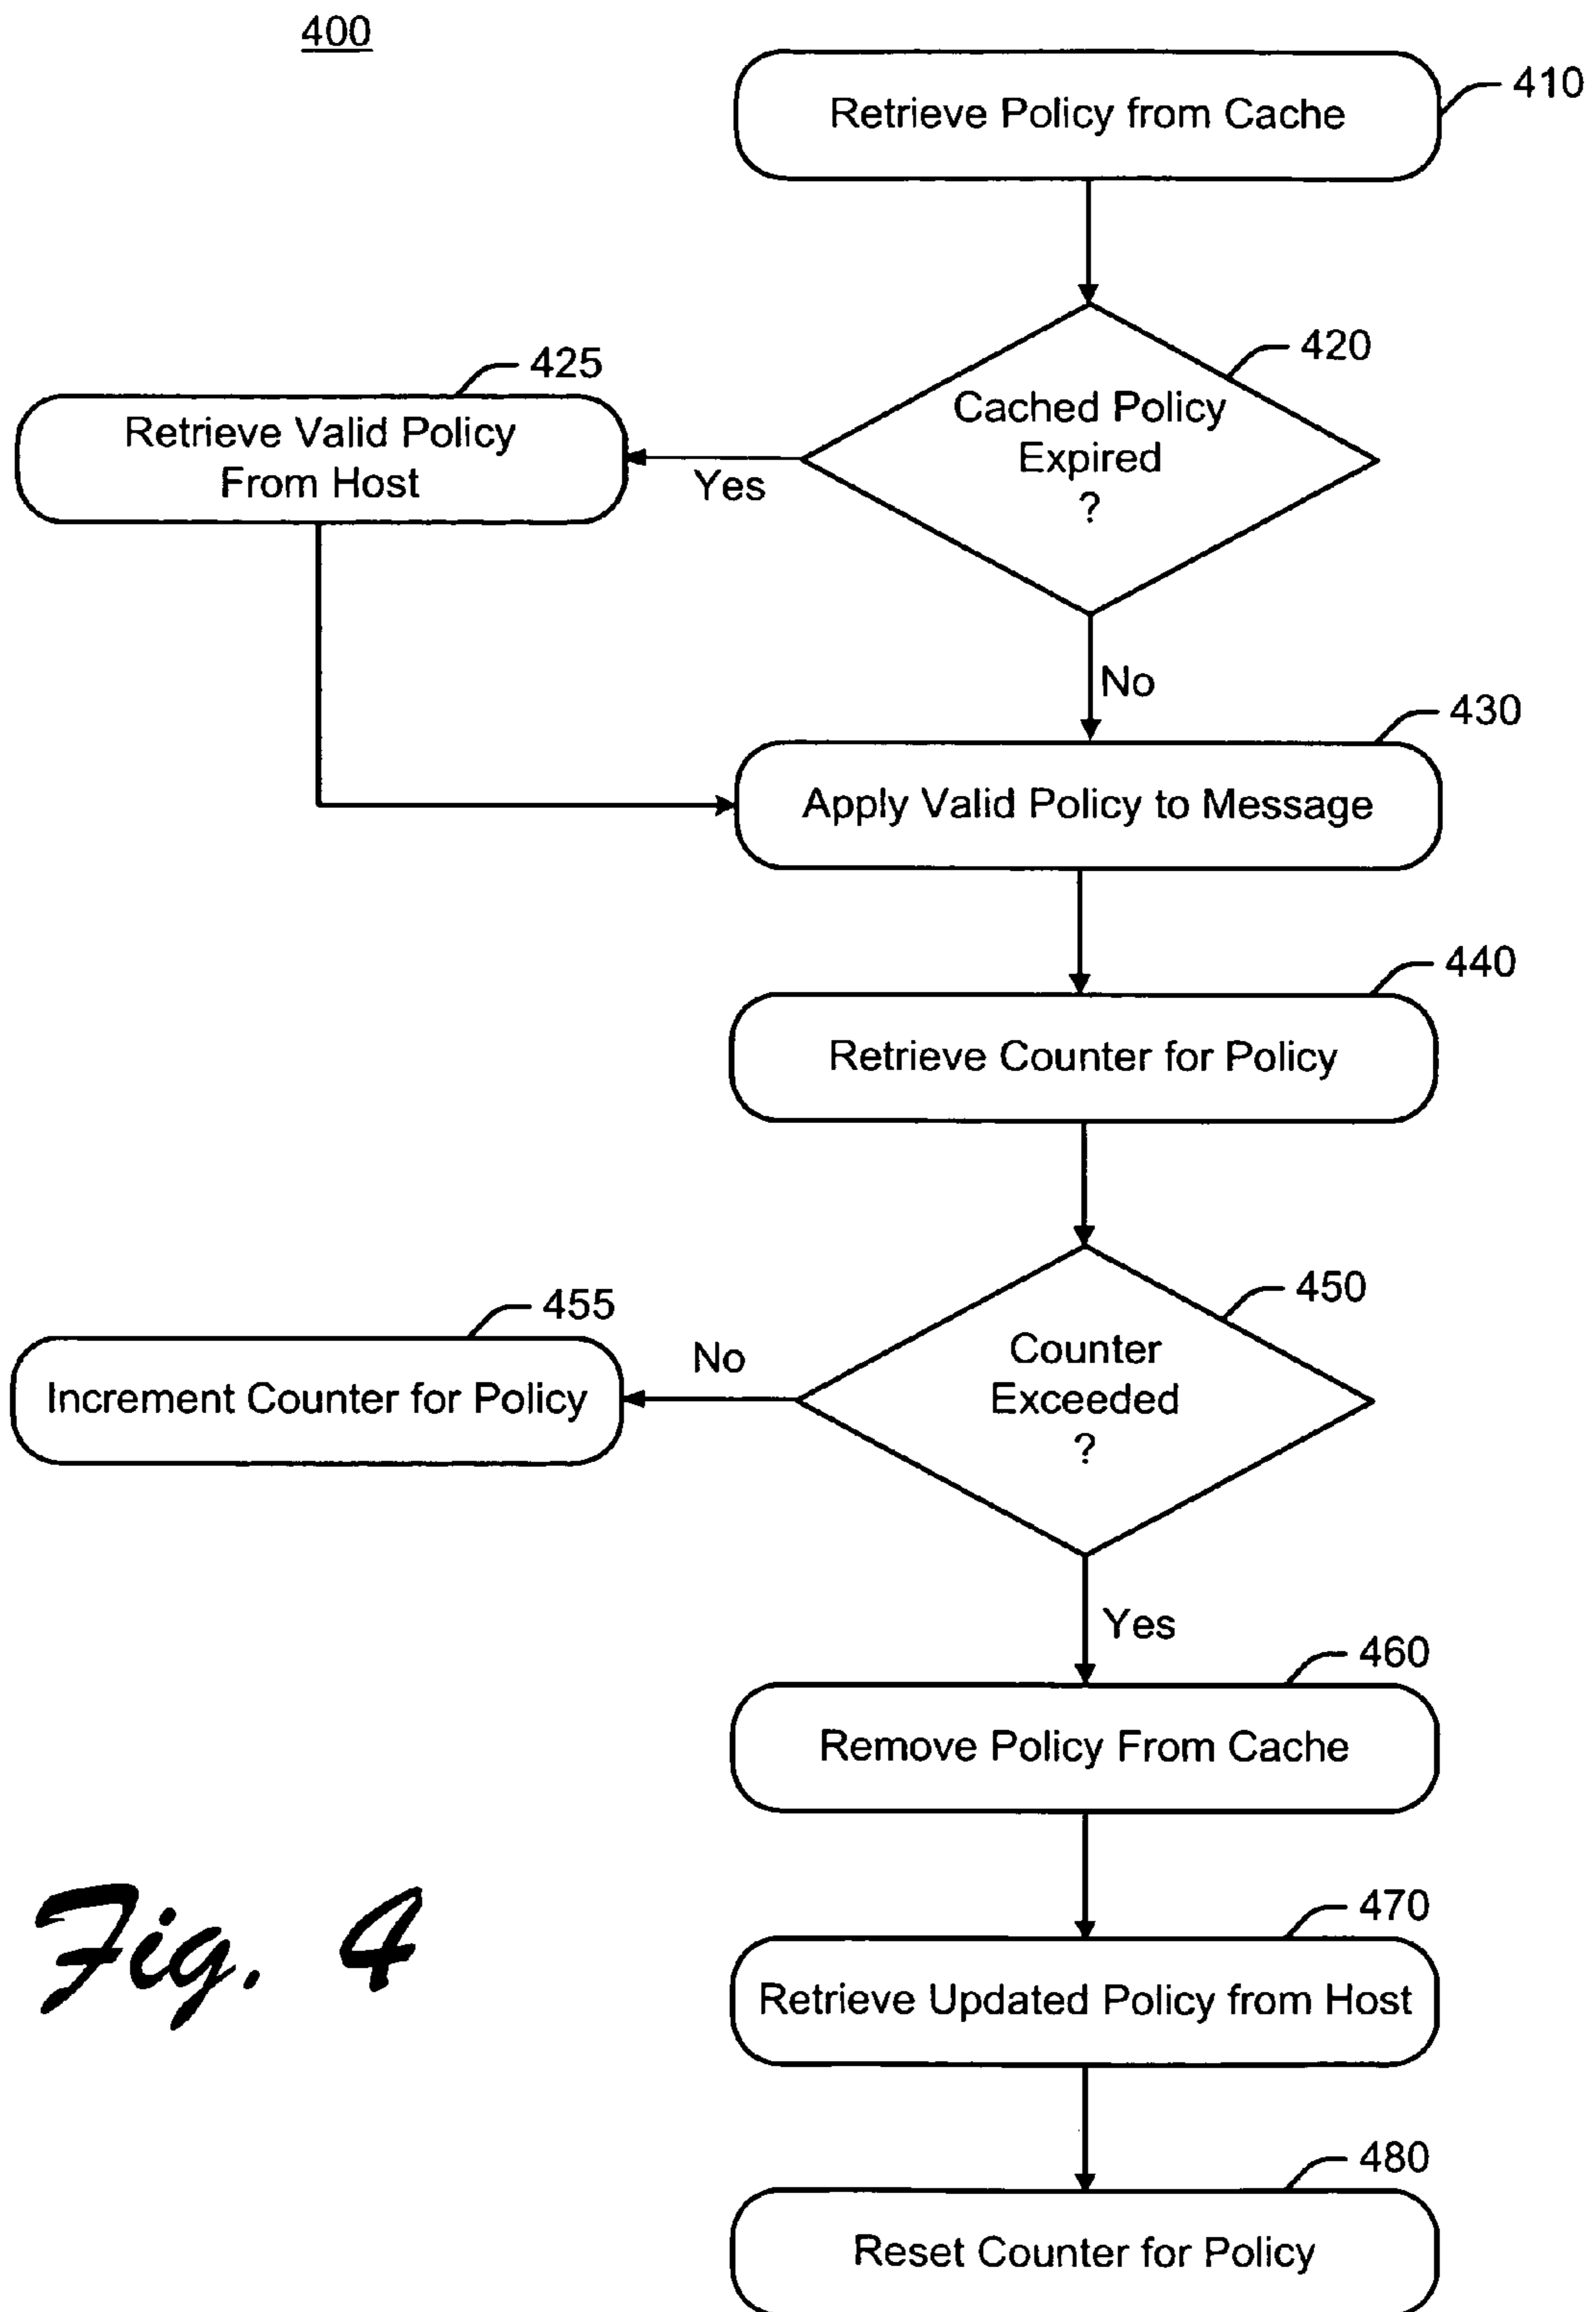 400
Retrieve Policy from Cache
410
Cached Policy
Expired
?
420
Yes
Retrieve Valid Policy
From Host
425
No
Apply Valid Policy to Message
430
Retrieve Counter for Policy
440
Counter
Exceeded
?
450
No
Increment Counter for Policy
455
Yes
Remove Policy From Cache
460
Retrieve Updated Policy from Host
470
Reset Counter for Policy
480
Fig. 4